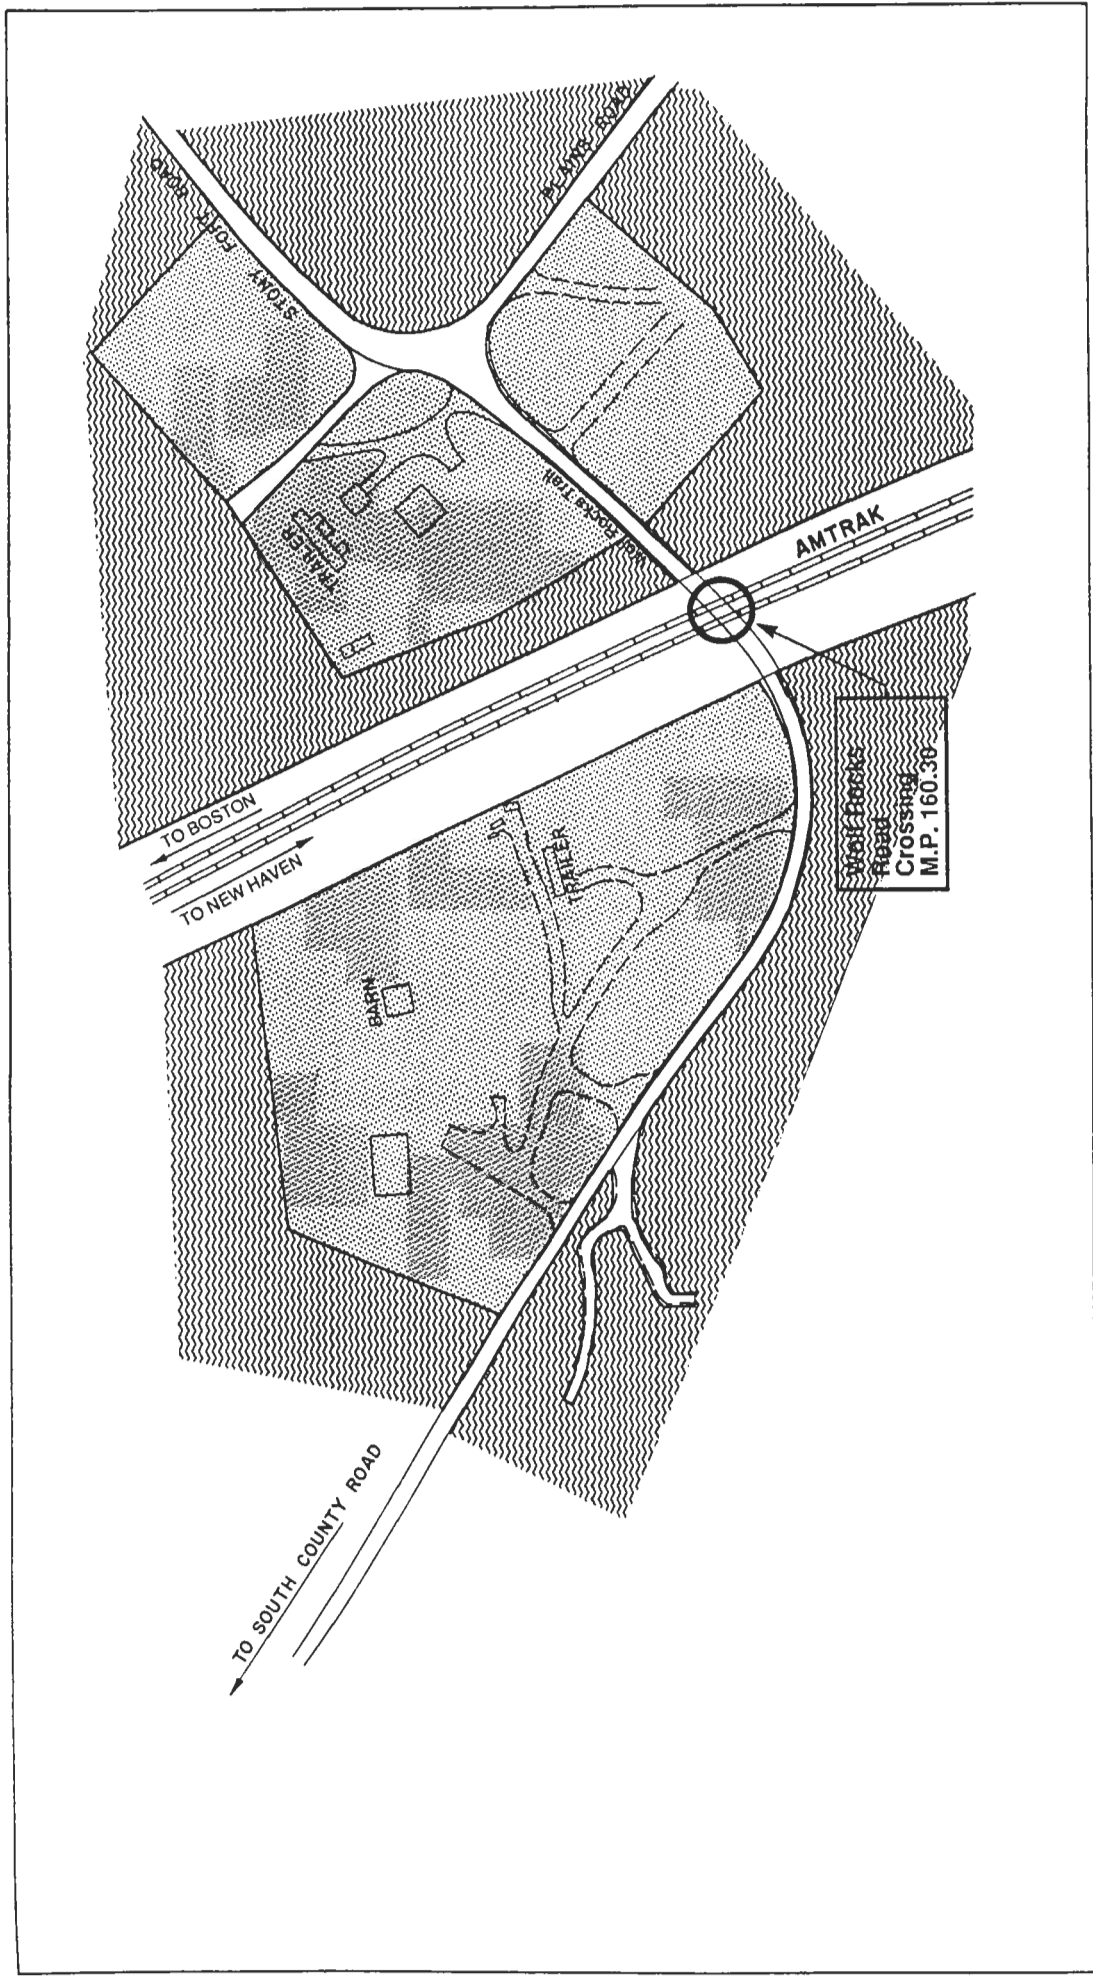 STONY FORT ROAD
PLAINS ROAD
TRAILER
Wolf Rocks Trail
AMTRAK
TO BOSTON
TO NEW HAVEN
TRAILER
BARN
Wolf Rocks
Road
Crossing
M.P. 160.30
TO SOUTH COUNTY ROAD